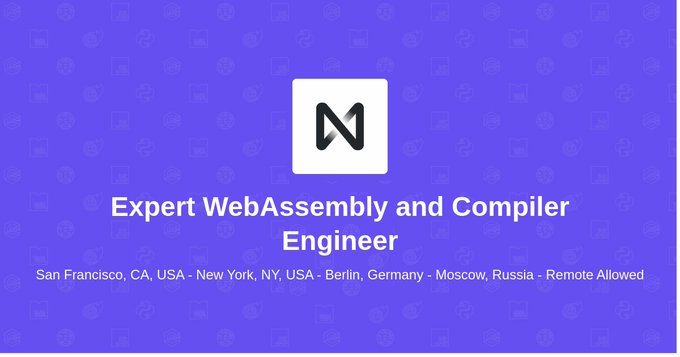 Expert WebAssembly and Compiler
Engineer
San Francisco, CA, USA - New York, NY, USA - Berlin, Germany - Moscow, Russia - Remote Allowed